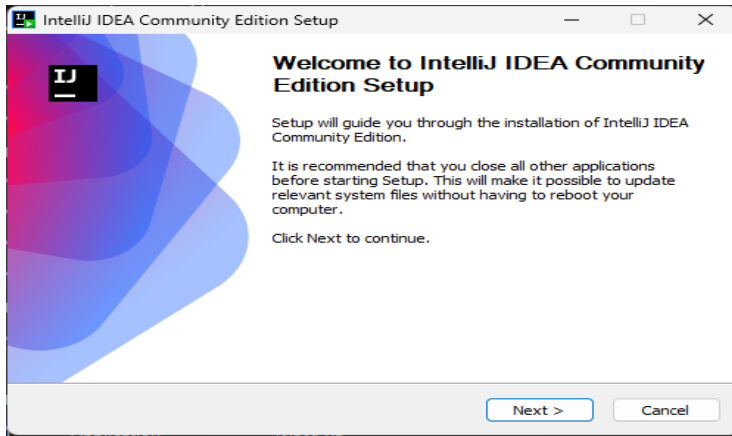 IntelliJ IDEA Community Edition Setup
IJ
Welcome to IntelliJ IDEA Community
Edition Setup
Setup will guide you through the installation of IntelliJ IDEA
Community Edition.
It is recommended that you close all other applications
before starting Setup. This will make it possible to update
relevant system files without having to reboot your
computer.
Click Next to continue.
Next >
Cancel